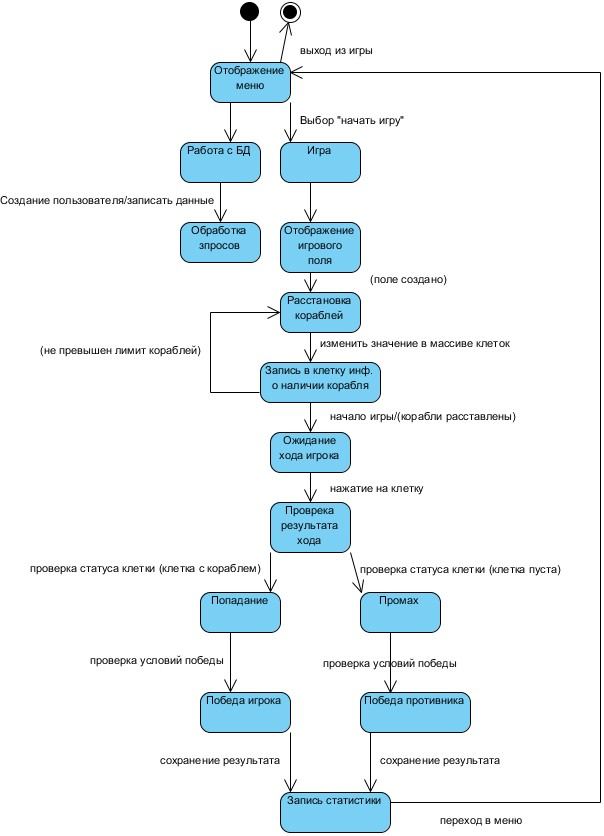 выход из игры
Отображение
меню
Выбор "начать игру"
Работа с БД
Игра
Создание пользователя/записать данные
Обработка
зпросов
Отображение
игрового
поля
(поле создано)
Расстановка
кораблей
(не превышен лимит кораблей)
изменить значение в массиве клеток
Запись в клетку инф.
о наличии корабля
начало игры/(корабли расставлены)
Ожидание
хода игрока
нажатие на клетку
Проврека
результата
хода
проверка статуса клетки (клетка с кораблем)
проверка статуса клетки (клетка пуста)
Попадание
Промах
проверка условий победы
проверка условий победы
Победа игрока
Победа противника
сохранение результата
сохранение результата
Запись статистики
переход в меню